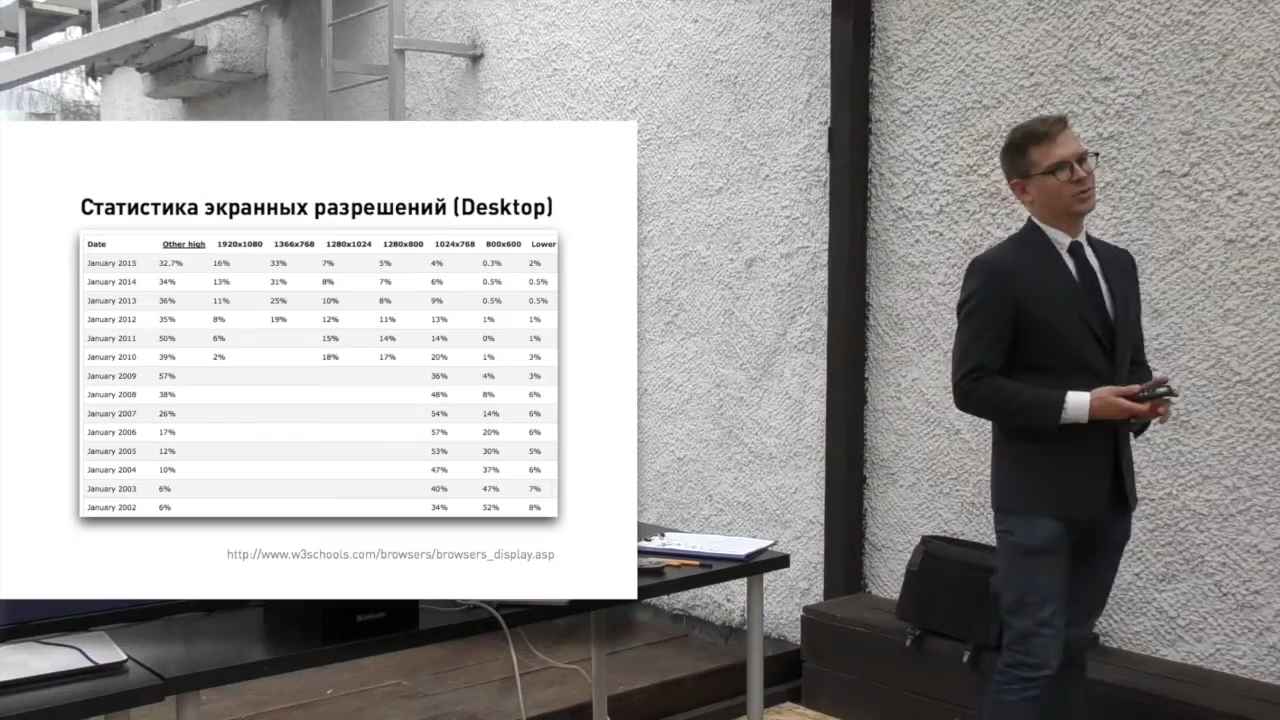 Статистика экранных разрешений (Desktop)
Date Other high 1920x1080 1366x768 1280x1024 1280x800 1024x768 800x600 Lower
January 2015 32.7% 16% 33% 7% 5% 4% 0.3% 2%
January 2014 34% 13% 31% 8% 7% 6% 0.5% 0.5%
January 2013 36% 11% 25% 10% 8% 9% 0.5% 0.5%
January 2012 35% 8% 19% 12% 11% 13% 1% 1%
January 2011 50% 6% 15% 14% 14% 0% 1%
January 2010 39% 2% 18% 17% 20% 1% 3%
January 2009 57% 36% 4% 3%
January 2008 38% 48% 8% 6%
January 2007 26% 54% 14% 6%
January 2006 17% 57% 20% 6%
January 2005 12% 53% 30% 5%
January 2004 10% 47% 37% 6%
January 2003 6% 40% 47% 7%
January 2002 6% 34% 52% 8%
http://www.w3schools.com/browsers/browsers_display.asp